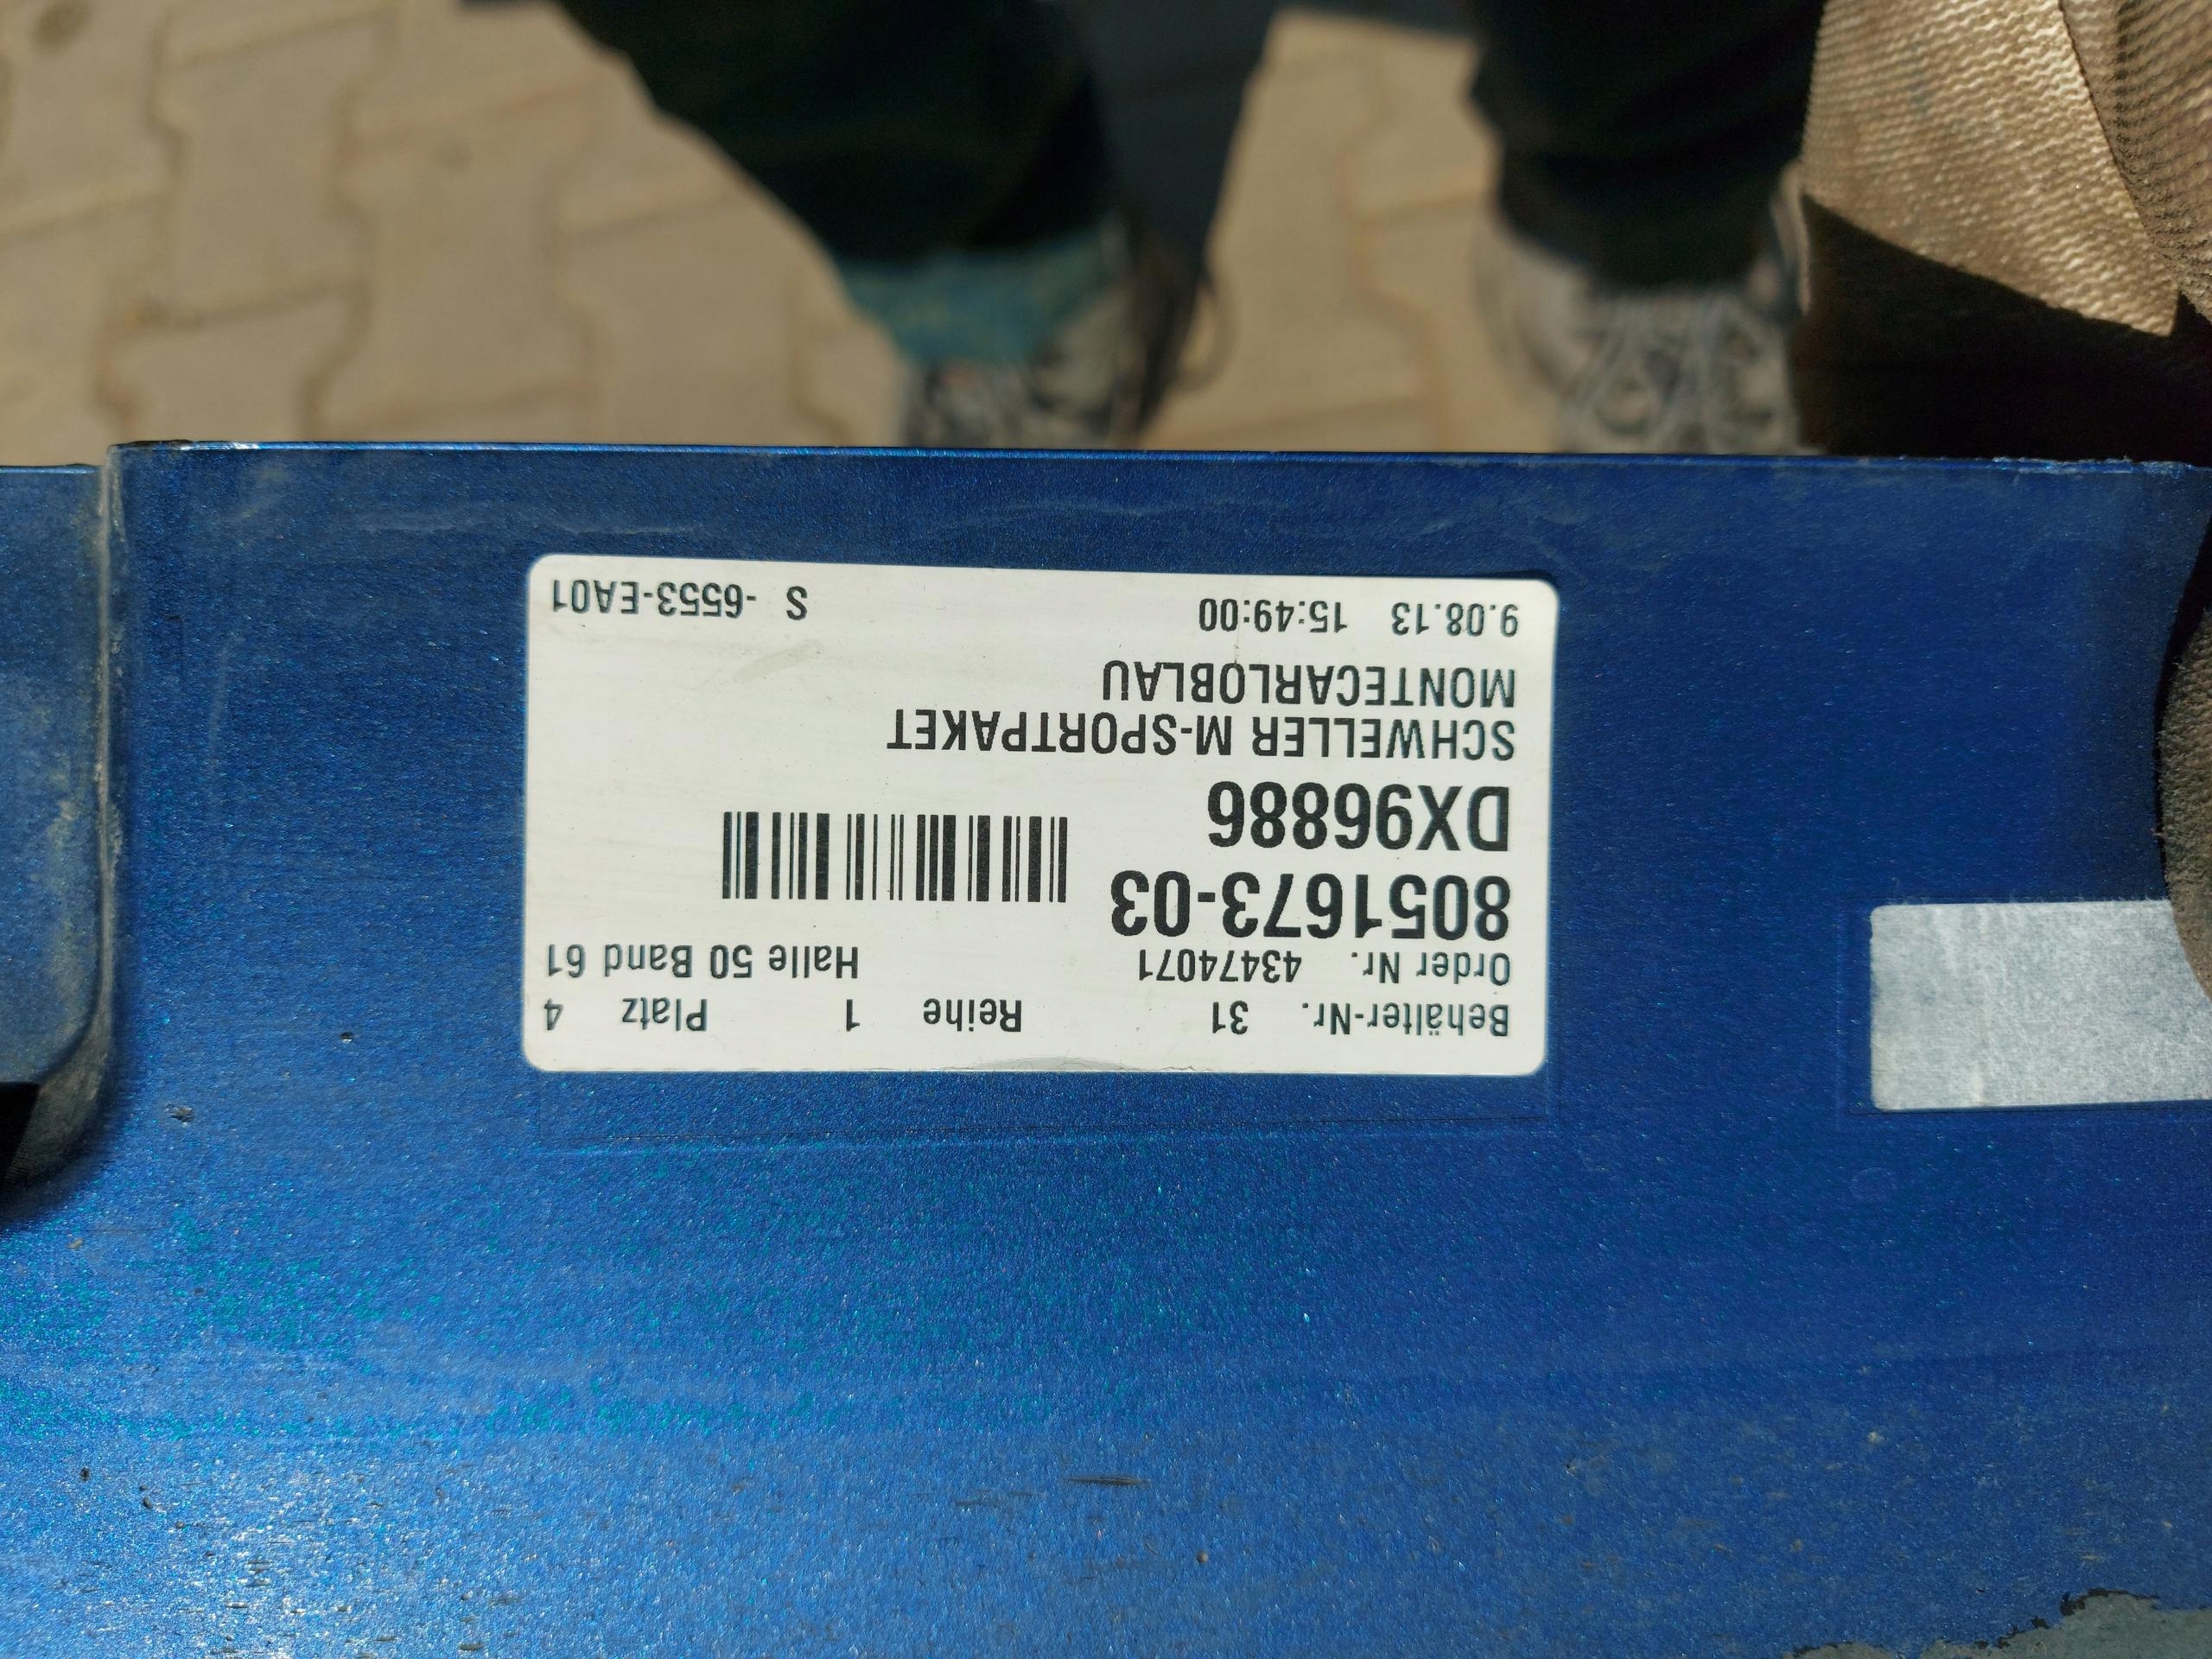 Behälter-Nr. 31 Reihe 1 Platz 4
Order Nr. 43474071 Halle 50 Band 61
8051673-03
DX96886
SCHWELLER M-SPORTPAKET
MONTECARLOBLAU
9.08.13 15:49:00 S -6553-EA01